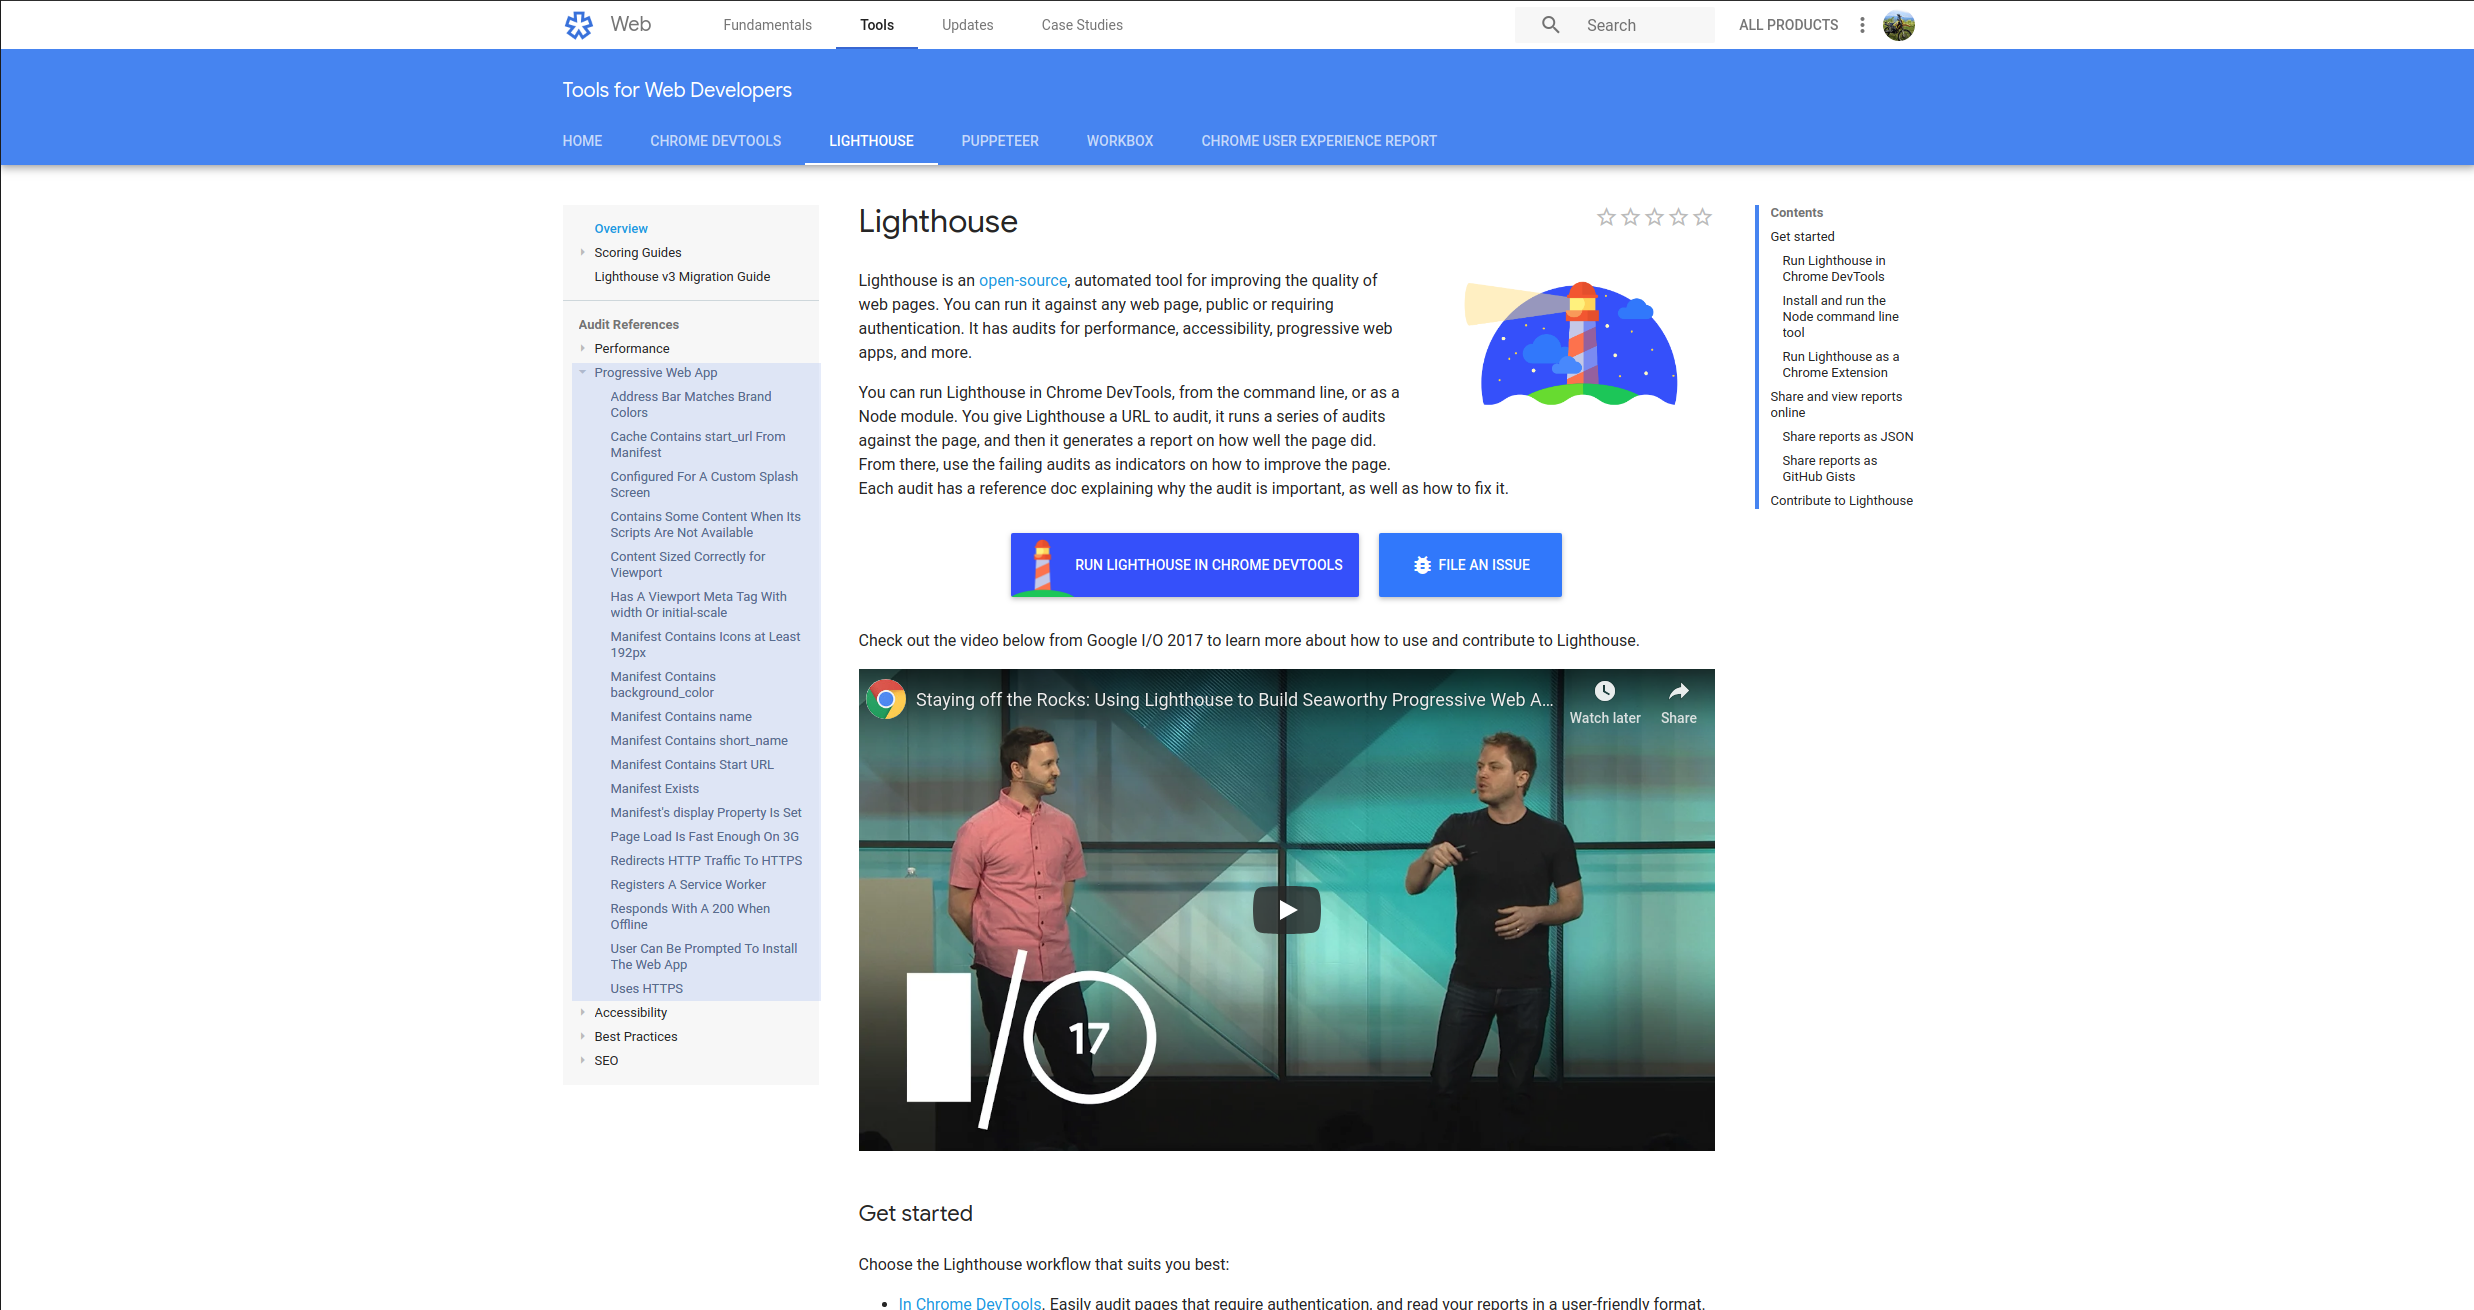 Web
Fundamentals
Tools
Updates
Case Studies
Search
ALL PRODUCTS
Tools for Web Developers
HOME
CHROME DEVTOOLS
LIGHTHOUSE
PUPPETEER
WORKBOX
CHROME USER EXPERIENCE REPORT
Overview
Scoring Guides
Lighthouse v3 Migration Guide
Audit References
Performance
Progressive Web App
Address Bar Matches Brand
Colors
Cache Contains start_url From
Manifest
Configured For A Custom Splash
Screen
Contains Some Content When Its
Scripts Are Not Available
Content Sized Correctly for
Viewport
Has A Viewport Meta Tag With
width Or initial-scale
Manifest Contains Icons at Least
192px
Manifest Contains
background_color
Manifest Contains name
Manifest Contains short_name
Manifest Contains Start URL
Manifest Exists
Manifest's display Property Is Set
Page Load Is Fast Enough On 3G
Redirects HTTP Traffic To HTTPS
Registers A Service Worker
Responds With A 200 When
Offline
User Can Be Prompted To Install
The Web App
Uses HTTPS
Accessibility
Best Practices
SEO
Lighthouse
Lighthouse is an open-source, automated tool for improving the quality of
web pages. You can run it against any web page, public or requiring
authentication. It has audits for performance, accessibility, progressive web
apps, and more.
You can run Lighthouse in Chrome DevTools, from the command line, or as a
Node module. You give Lighthouse a URL to audit, it runs a series of audits
against the page, and then it generates a report on how well the page did.
From there, use the failing audits as indicators on how to improve the page.
Each audit has a reference doc explaining why the audit is important, as well as how to fix it.
RUN LIGHTHOUSE IN CHROME DEVTOOLS
FILE AN ISSUE
Check out the video below from Google I/O 2017 to learn more about how to use and contribute to Lighthouse.
Staying off the Rocks: Using Lighthouse to Build Seaworthy Progressive Web A...
Watch later
Share
I/O 17
Get started
Choose the Lighthouse workflow that suits you best:
• In Chrome DevTools. Easily audit pages that require authentication, and read your reports in a user-friendly format.
Contents
Get started
Run Lighthouse in
Chrome DevTools
Install and run the
Node command line
tool
Run Lighthouse as a
Chrome Extension
Share and view reports
online
Share reports as JSON
Share reports as
GitHub Gists
Contribute to Lighthouse